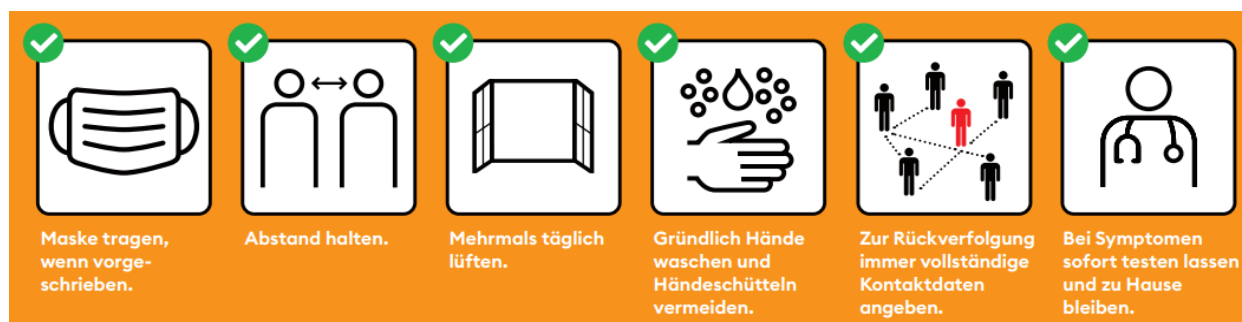 Maske tragen,
wenn vorge-
schrieben.
Abstand halten.
Mehrmals täglich
lüften.
Gründlich Hände
waschen und
Händeschütteln
vermeiden.
Zur Rückverfolgung
immer vollständige
Kontaktdaten
angeben.
Bei Symptomen
sofort testen lassen
und zu Hause
bleiben.